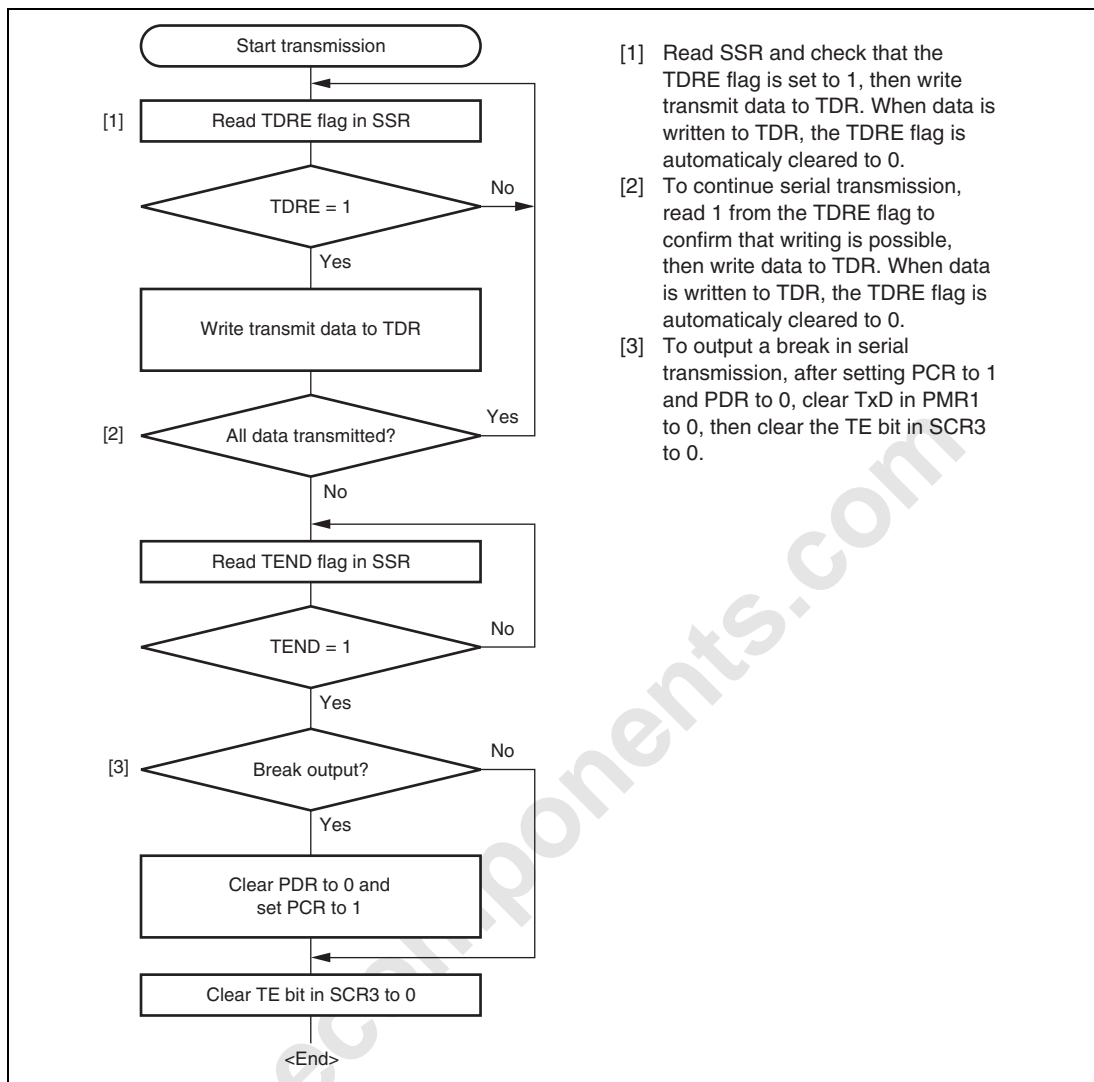 Start transmission
[1]
Read TDRE flag in SSR
TDRE = 1
No
Yes
Write transmit data to TDR
[2]
All data transmitted?
Yes
No
Read TEND flag in SSR
TEND = 1
No
Yes
[3]
Break output?
No
Yes
Clear PDR to 0 and
set PCR to 1
Clear TE bit in SCR3 to 0
<End>
[1] Read SSR and check that the
TDRE flag is set to 1, then write
transmit data to TDR. When data is
written to TDR, the TDRE flag is
automaticaly cleared to 0.
[2] To continue serial transmission,
read 1 from the TDRE flag to
confirm that writing is possible,
then write data to TDR. When data
is written to TDR, the TDRE flag is
automaticaly cleared to 0.
[3] To output a break in serial
transmission, after setting PCR to 1
and PDR to 0, clear TxD in PMR1
to 0, then clear the TE bit in SCR3
to 0.
ecomponents.com